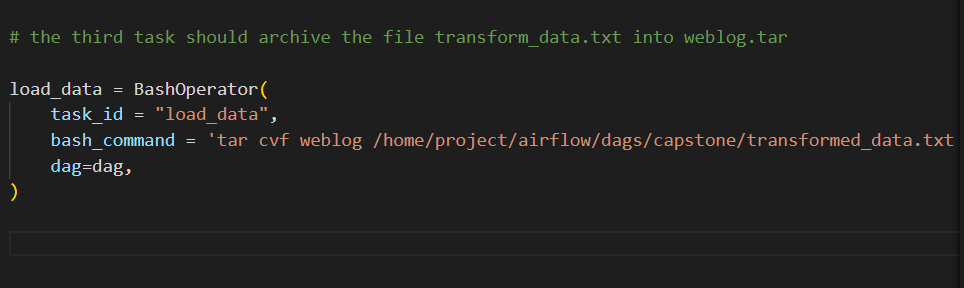 # the third task should archive the file transform_data.txt into weblog.tar
load_data = BashOperator(
task_id = "load_data",
bash_command = 'tar cvf weblog /home/project/airflow/dags/capstone/transformed_data.txt
dag=dag,
)